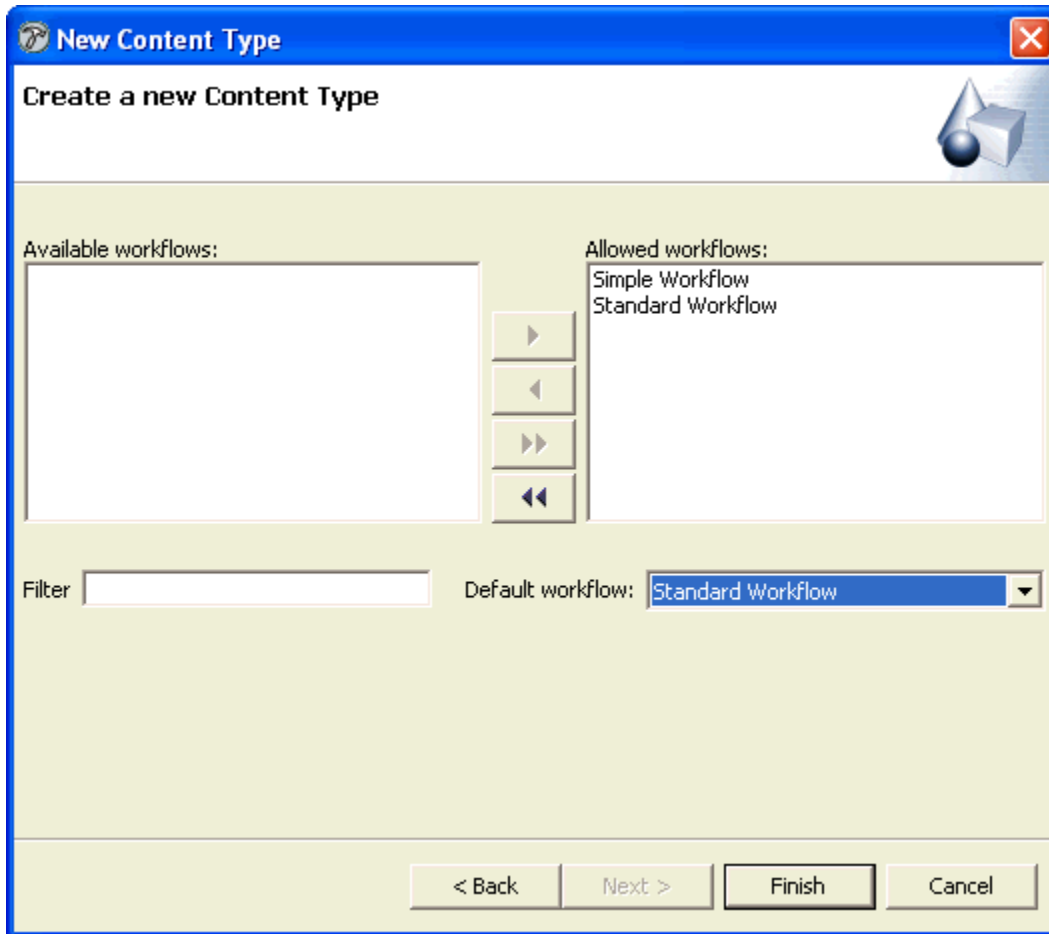 New Content Type
Create a new Content Type
Available workflows:
Allowed workflows:
Simple Workflow
Standard Workflow
Filter
Default workflow: Standard Workflow
< Back
Next >
Finish
Cancel